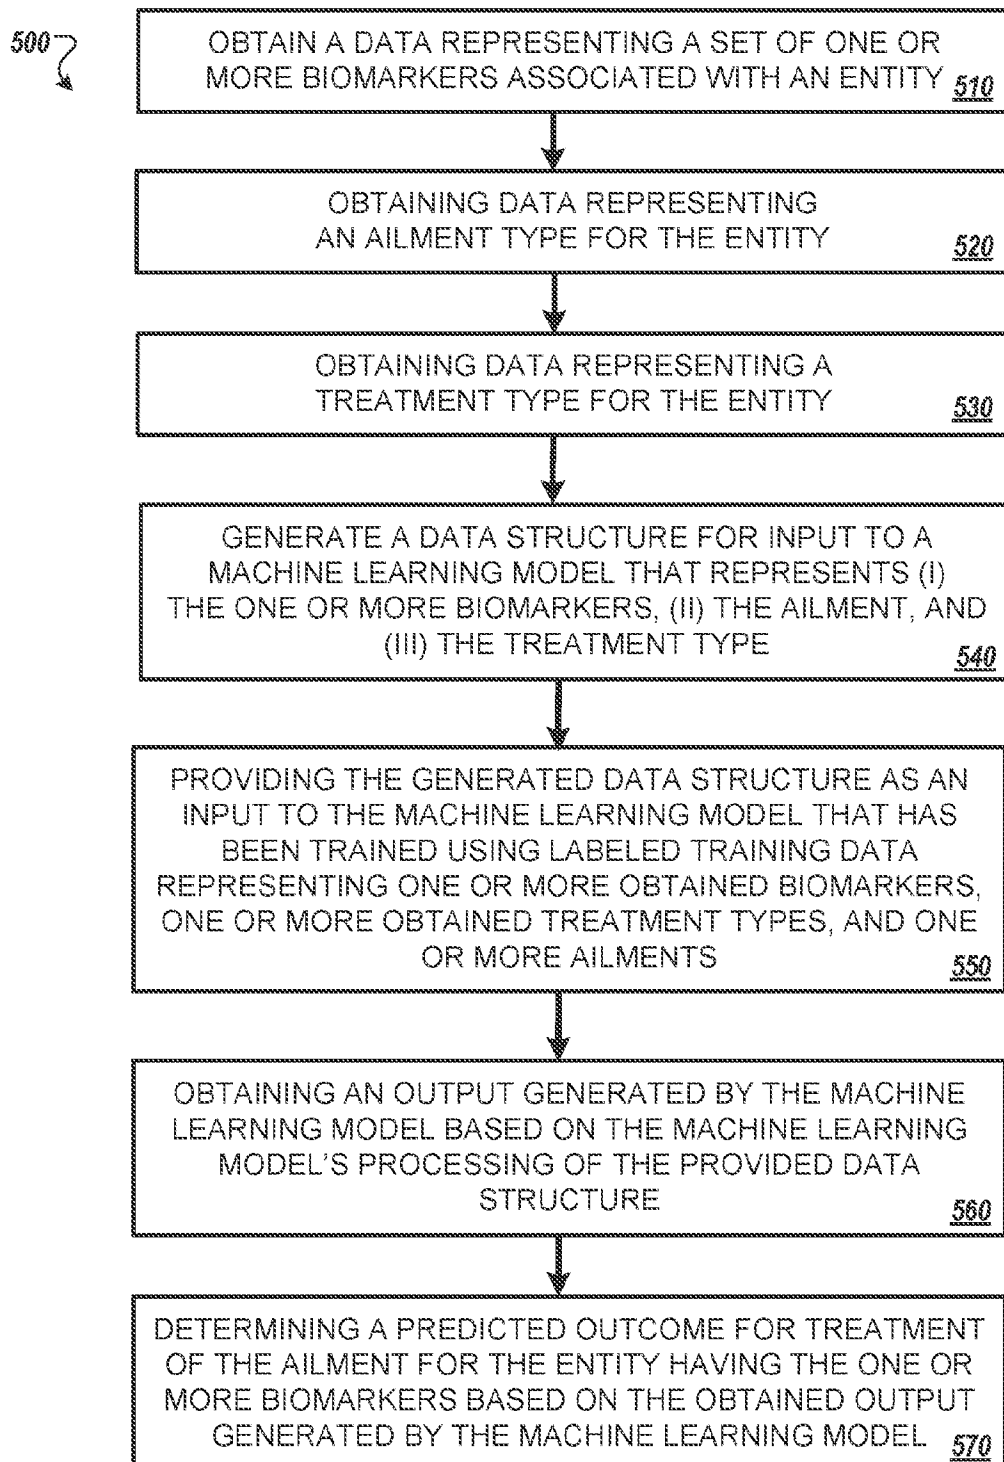 500
OBTAIN A DATA REPRESENTING A SET OF ONE OR
MORE BIOMARKERS ASSOCIATED WITH AN ENTITY
510
OBTAINING DATA REPRESENTING
AN AILMENT TYPE FOR THE ENTITY
520
OBTAINING DATA REPRESENTING A
TREATMENT TYPE FOR THE ENTITY
530
GENERATE A DATA STRUCTURE FOR INPUT TO A
MACHINE LEARNING MODEL THAT REPRESENTS (I)
THE ONE OR MORE BIOMARKERS, (II) THE AILMENT, AND
(III) THE TREATMENT TYPE
540
PROVIDING THE GENERATED DATA STRUCTURE AS AN
INPUT TO THE MACHINE LEARNING MODEL THAT HAS
BEEN TRAINED USING LABELED TRAINING DATA
REPRESENTING ONE OR MORE OBTAINED BIOMARKERS,
ONE OR MORE OBTAINED TREATMENT TYPES, AND ONE
OR MORE AILMENTS
550
OBTAINING AN OUTPUT GENERATED BY THE MACHINE
LEARNING MODEL BASED ON THE MACHINE LEARNING
MODEL'S PROCESSING OF THE PROVIDED DATA
STRUCTURE
560
DETERMINING A PREDICTED OUTCOME FOR TREATMENT
OF THE AILMENT FOR THE ENTITY HAVING THE ONE OR
MORE BIOMARKERS BASED ON THE OBTAINED OUTPUT
GENERATED BY THE MACHINE LEARNING MODEL
570